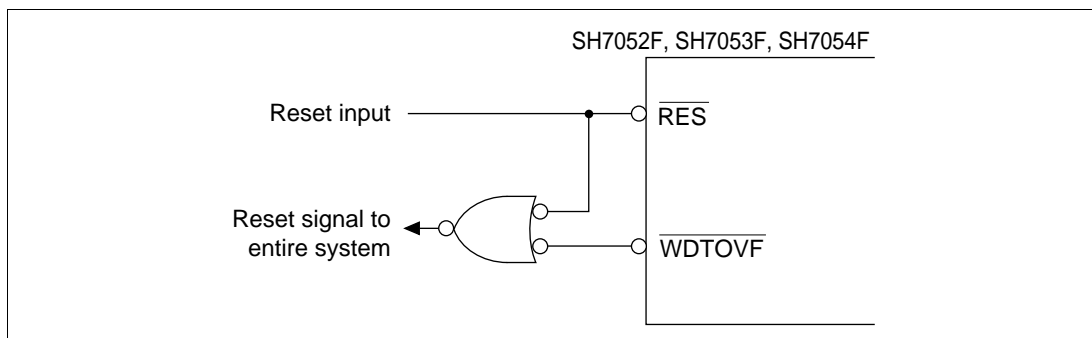 SH7052F, SH7053F, SH7054F
Reset input
RES
Reset signal to
entire system
WDTOVF